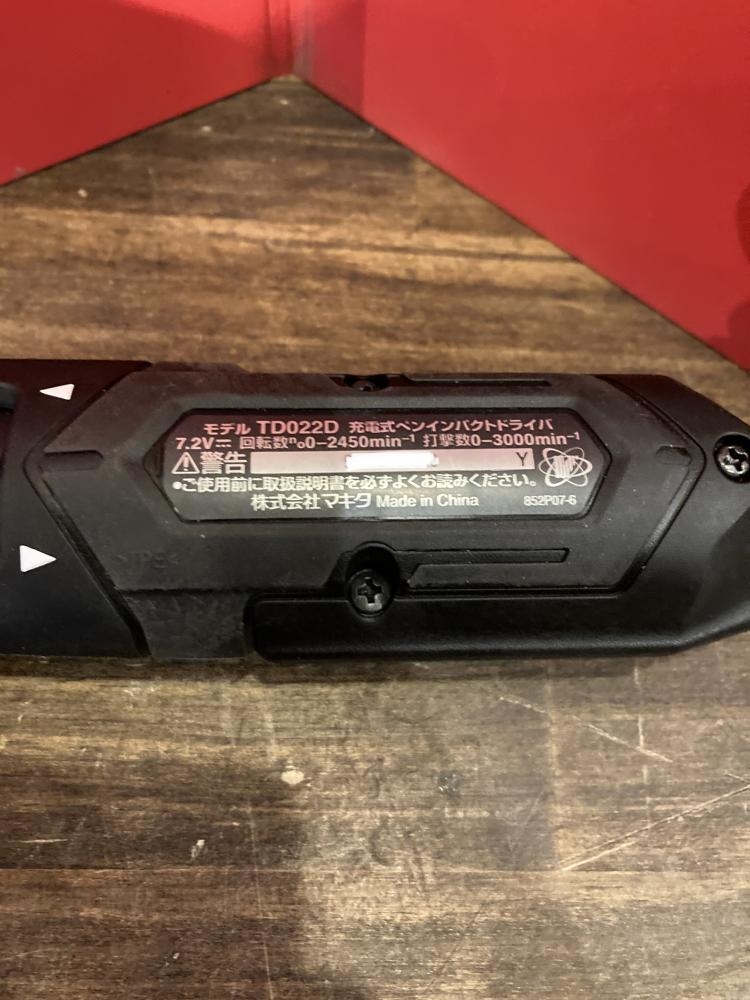 モデル TD022D 充電式ペンインパクトドライバ
7.2V⎓ 回転数n₀0-2450min⁻¹ 打撃数0-3000min⁻¹
⚠警告 Y
●ご使用前に取扱説明書を必ずよくお読みください。
株式会社マキタ Made in China 852P07-6